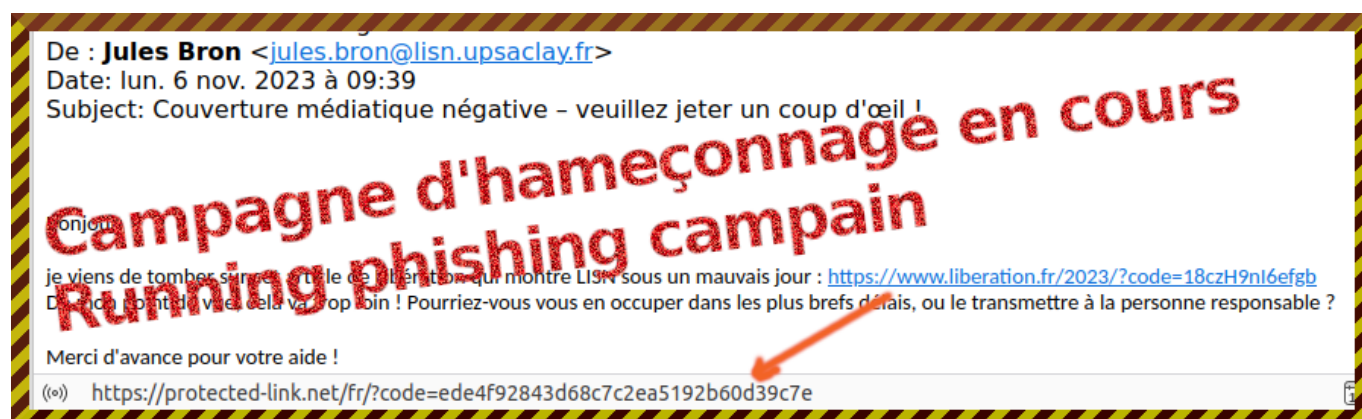 De : Jules Bron <jules.bron@lisn.upsaclay.fr>
Date: lun. 6 nov. 2023 à 09:39
Subject: Couverture médiatique négative – veuillez jeter un coup d'œil !
Campagne d'hameçonnage en cours
Running phishing campain
je viens de tomber sur un article de Libération qui montre LISN sous un mauvais jour : https://www.liberation.fr/2023/?code=18czH9nI6efgb
cela va trop loin ! Pourriez-vous vous en occuper dans les plus brefs délais, ou le transmettre à la personne responsable ?
Merci d'avance pour votre aide !
https://protected-link.net/fr/?code=ede4f92843d68c7c2ea5192b60d39c7e